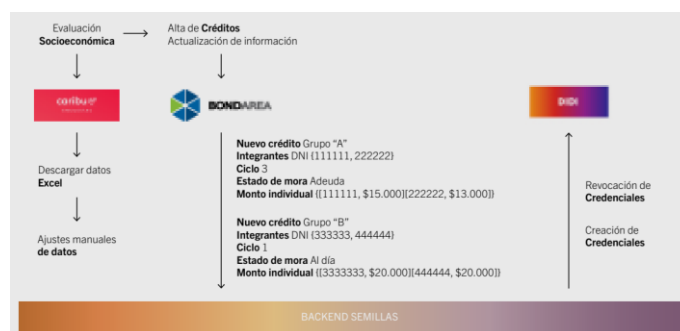 Evaluación
Socioeconómica
Alta de Créditos
Actualización de información
caribu
BONDAREA
DIDI
Nuevo crédito Grupo "A"
Integrantes DNI {111111, 222222}
Ciclo 3
Estado de mora Adeuda
Monto individual {[111111, $15.000][222222, $13.000]}
Descargar datos
Excel
Revocación de
Credenciales
Nuevo crédito Grupo "B"
Integrantes DNI {333333, 444444}
Ciclo 1
Estado de mora Al día
Monto individual {[3333333, $20.000][444444, $20.000]}
Ajustes manuales
de datos
Creación de
Credenciales
BACKEND SEMILLAS